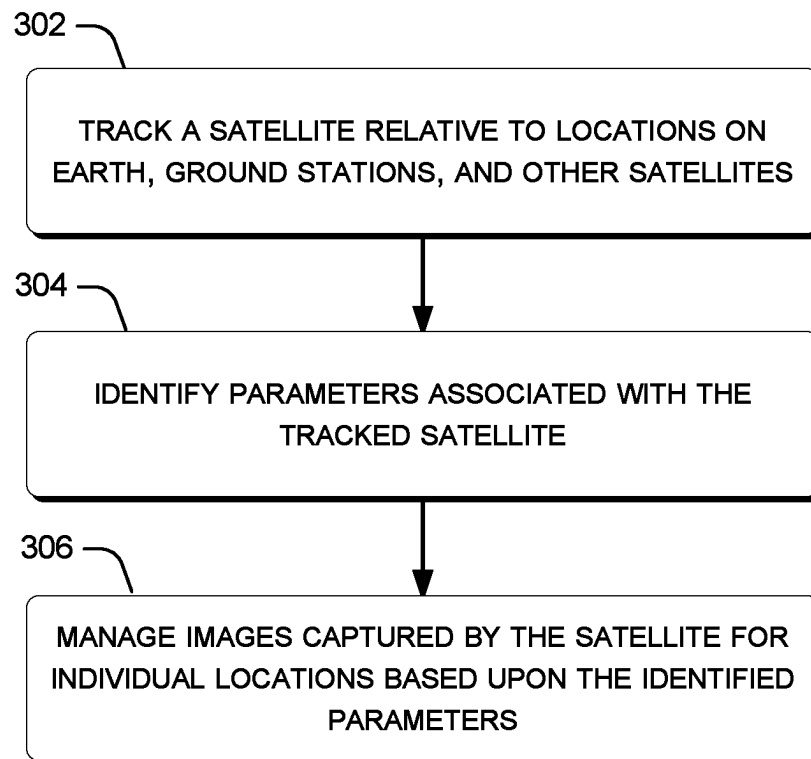 302
TRACK A SATELLITE RELATIVE TO LOCATIONS ON
EARTH, GROUND STATIONS, AND OTHER SATELLITES
304
IDENTIFY PARAMETERS ASSOCIATED WITH THE
TRACKED SATELLITE
306
MANAGE IMAGES CAPTURED BY THE SATELLITE FOR
INDIVIDUAL LOCATIONS BASED UPON THE IDENTIFIED
PARAMETERS